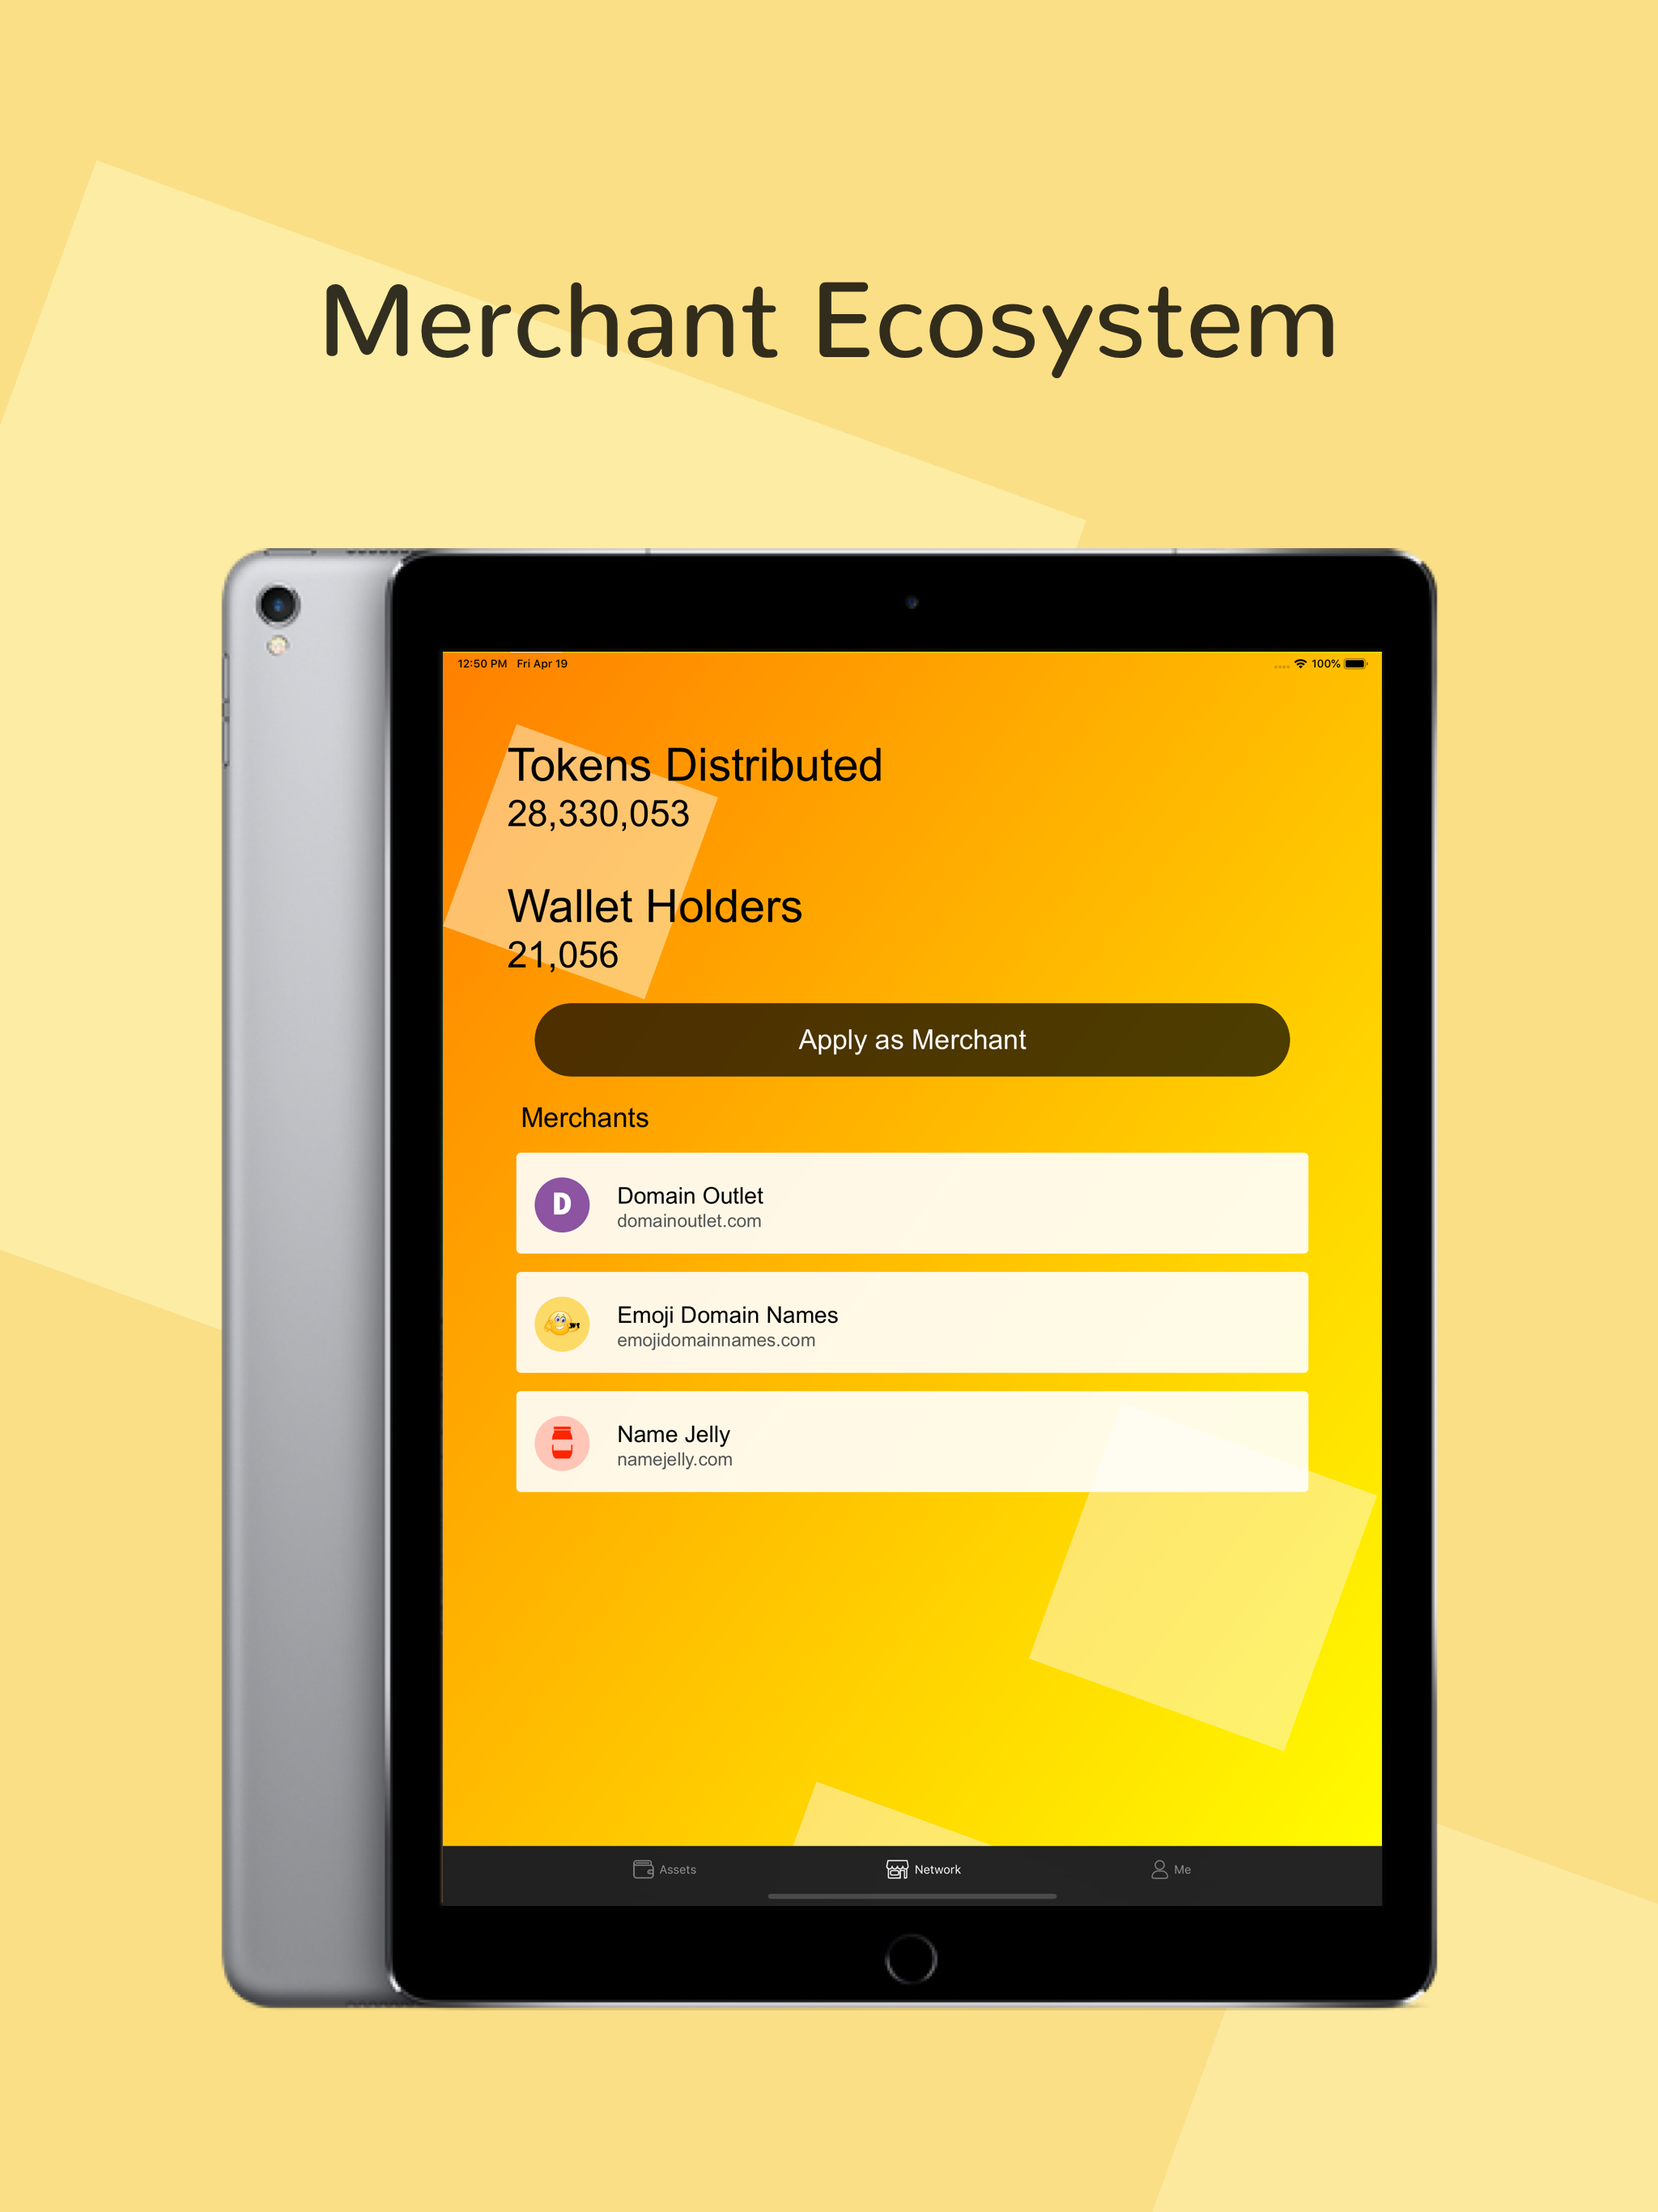 Merchant Ecosystem
12:50 PM Fri Apr 19
100%
Tokens Distributed
28,330,053
Wallet Holders
21,056
Apply as Merchant
Merchants
D
Domain Outlet
domainoutlet.com
Emoji Domain Names
emojidomainnames.com
Name Jelly
namejelly.com
Assets
Network
Me